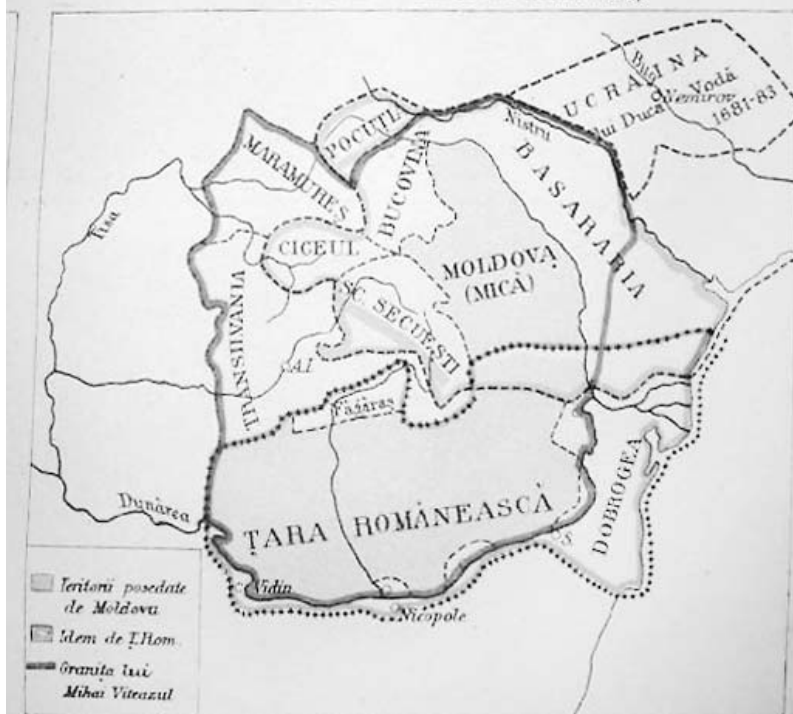 UCRAINA
lui Duca Vodă
Nemirov
1681-83
Bug
Nistru
POCUȚI
MARAMUREȘ
BUCOVINA
BASARABIA
CICEUL
MOLDOVA
(MICĂ)
Tisa
SC. SECUEȘTI
TRANSILVANIA
A.I.
Făgăraș
DOBROGEA
Dunărea
ȚARA ROMÂNEASCĂ
S.
Vidin
Nicopole
Teritorii posedate
de Moldova
Idem de Ț. Rom.
Granița lui
Mihai Viteazul